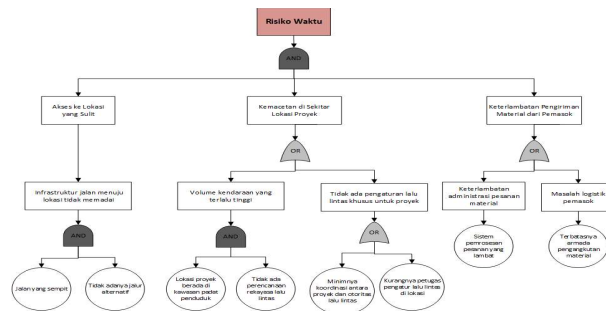 Risiko Waktu
AND
Akses ke Lokasi
yang Sulit
Kemacetan di Sekitar
Lokasi Proyek
Keterlambatan Pengiriman
Material dari Pemasok
OR
OR
Infrastruktur jalan menuju
lokasi tidak memadai
Volume kendaraan yang
terlalu tinggi
Tidak ada pengaturan lalu
lintas khusus untuk proyek
Keterlambatan
administrasi pesanan
material
Masalah logistik
pemasok
AND
AND
OR
Jalan yang sempit
Tidak adanya jalur
alternatif
Lokasi proyek
berada di
kawasan padat
penduduk
Tidak ada
perencanaan
rekayasa lalu
lintas
Minimnya
koordinasi antara
proyek dan otoritas
lalu lintas
Kurangnya petugas
pengatur lalu lintas
di lokasi
Sistem
pemrosesan
pesanan yang
lambat
Terbatasnya
armada
pengangkutan
material